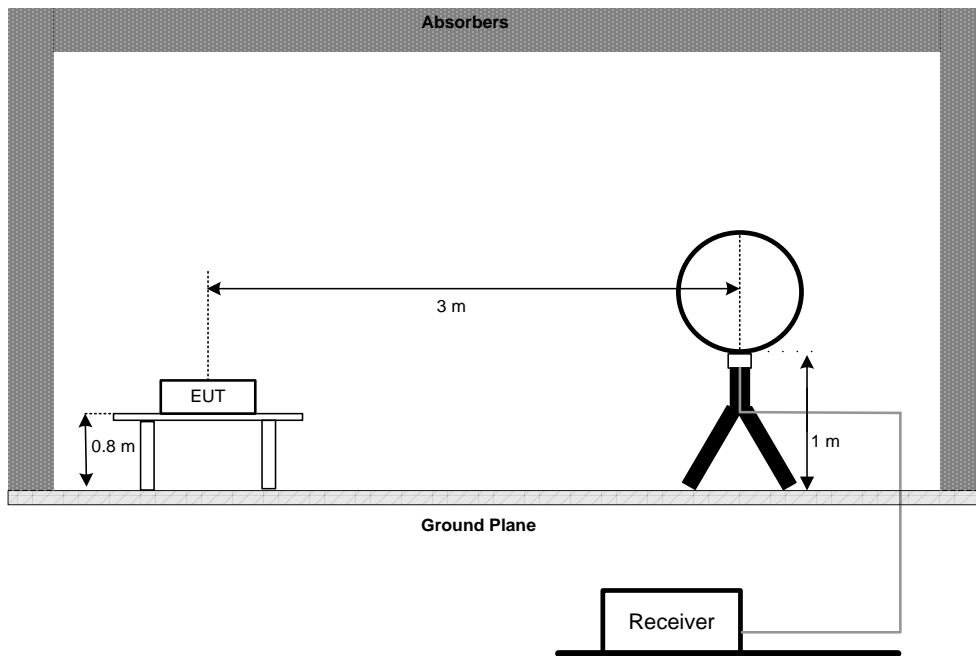 Absorbers
3 m
EUT
0.8 m
1 m
Ground Plane
Receiver